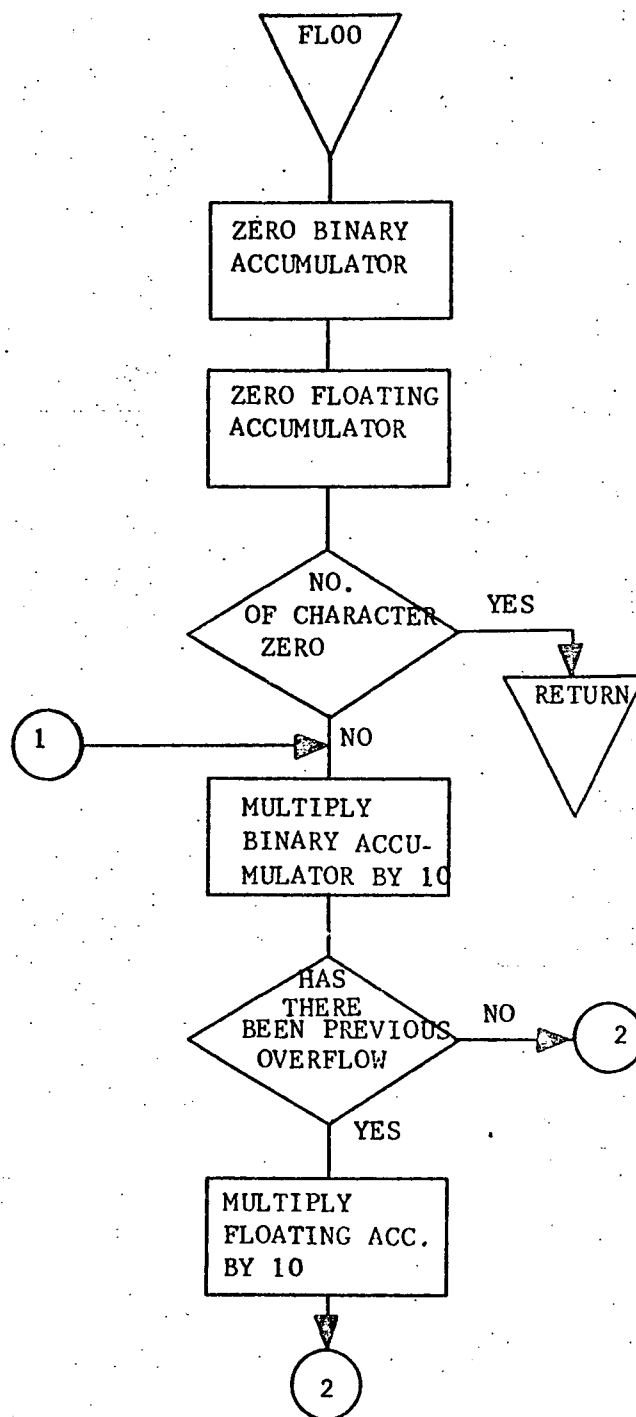 FLOO
ZERO BINARY
ACCUMULATOR
ZERO FLOATING
ACCUMULATOR
NO.
OF CHARACTER
ZERO
YES
RETURN
1
NO
MULTIPLY
BINARY ACCU-
MULATOR BY 10
HAS
THERE
BEEN PREVIOUS
OVERFLOW
NO
2
YES
MULTIPLY
FLOATING ACC.
BY 10
2